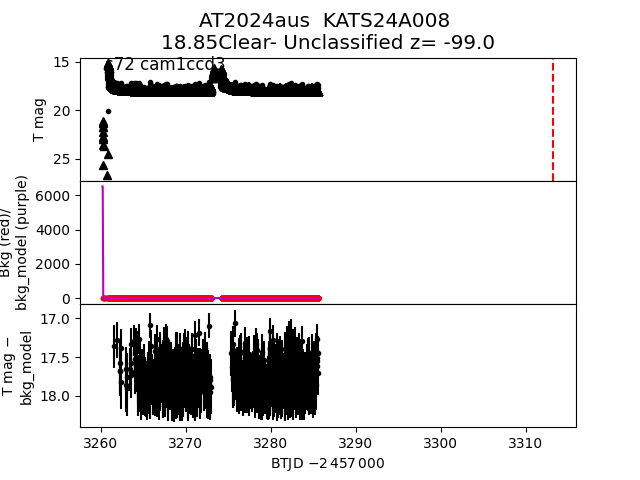 AT2024aus  KATS24A008
18.85Clear- Unclassified z= -99.0
15
20
25
T mag
s72 cam1ccd3
6000
4000
2000
0
Bkg (red)/
bkg_model (purple)
17.0
17.5
18.0
T mag −
bkg_model
3260
3270
3280
3290
3300
3310
BTJD −2 457 000